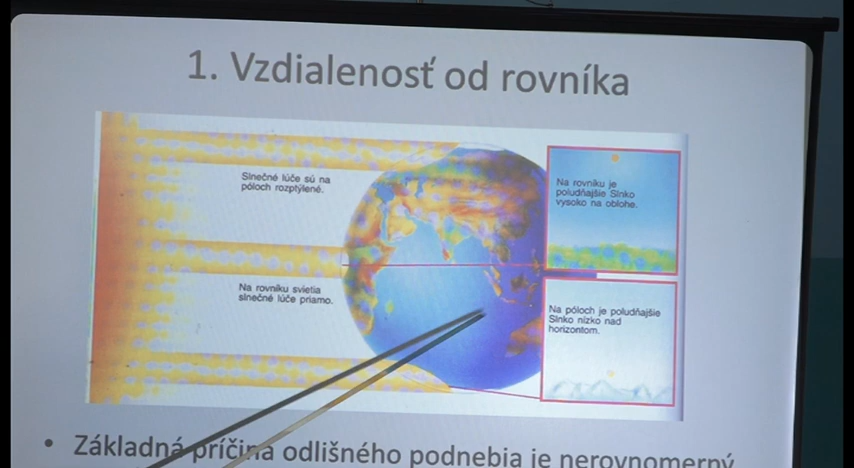 1. Vzdialenosť od rovníka
Slnečné lúče sú na
póloch rozptýlené.
Na rovníku je
poludňajšie Slnko
vysoko na oblohe.
Na rovníku svietia
slnečné lúče priamo.
Na póloch je poludňajšie
Slnko nízko nad
horizontom.
• Základná príčina odlišného podnebia je nerovnomerný